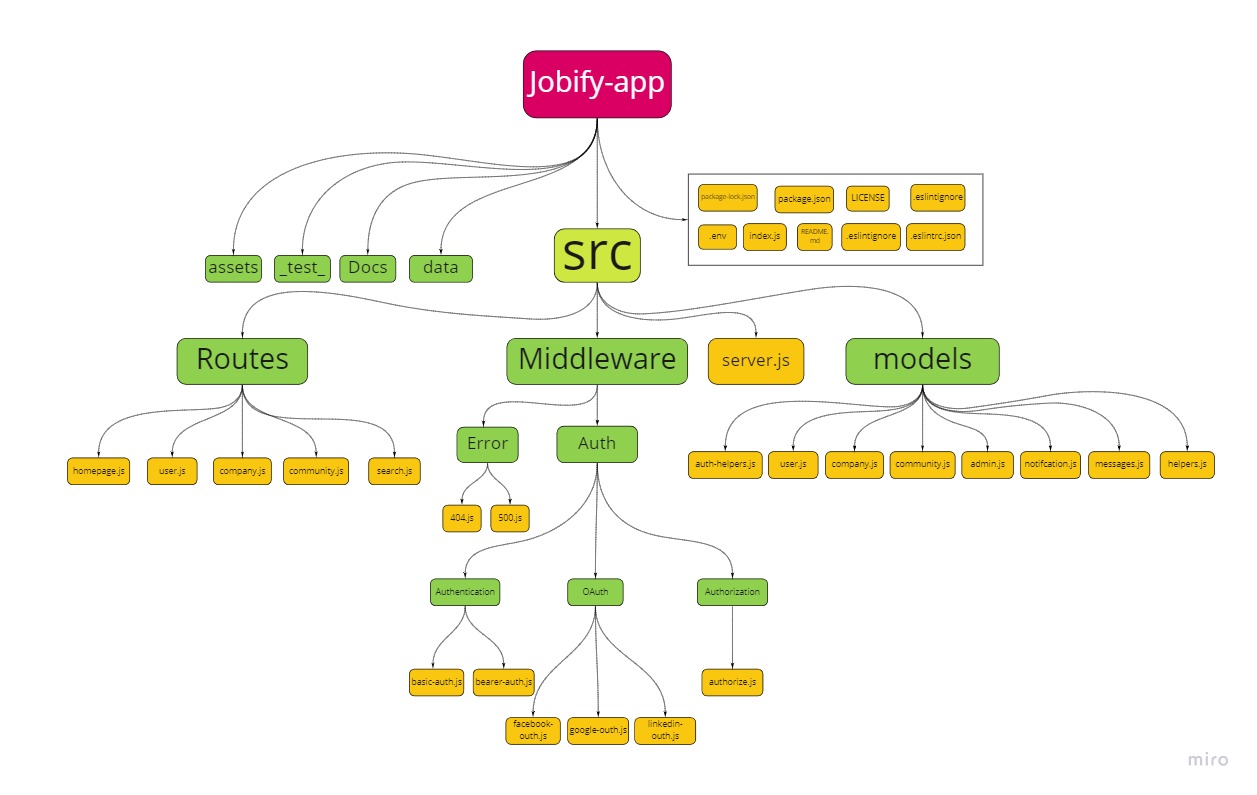 Jobify-app
package-lock.json
package.json
LICENSE
.eslintignore
.env
index.js
README.
md
.eslintignore
.eslintrc.json
assets
_test_
Docs
data
src
Routes
Middleware
server.js
models
homepage.js
user.js
company.js
community.js
search.js
Error
Auth
auth-helpers.js
user.js
company.js
community.js
admin.js
notifcation.js
messages.js
helpers.js
404.js
500.js
Authentication
OAuth
Authorization
basic-auth.js
bearer-auth.js
authorize.js
facebook-
outh.js
google-outh.js
linkedin-
outh.js
miro